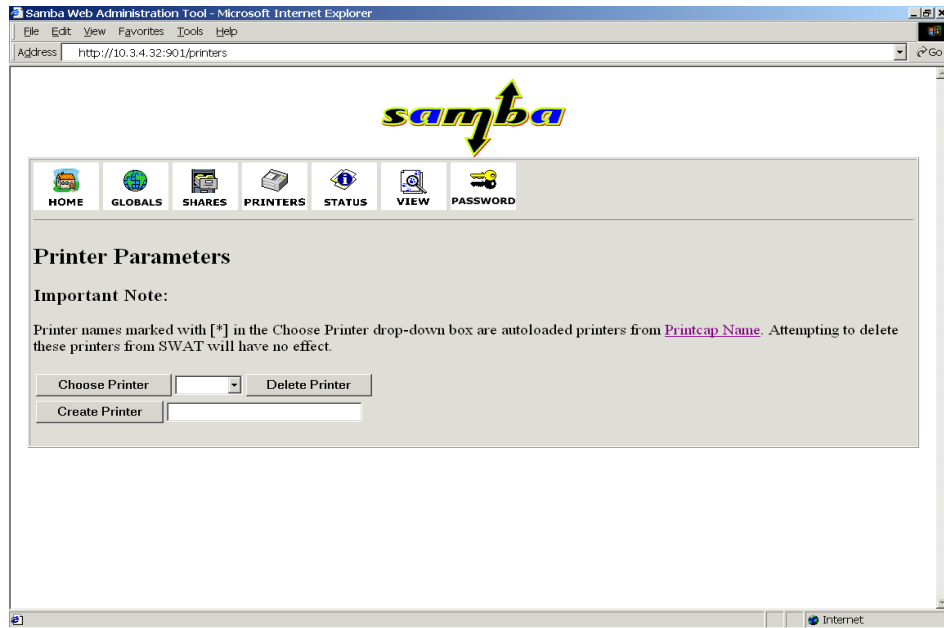 Samba Web Administration Tool - Microsoft Internet Explorer
File Edit View Favorites Tools Help
Address http://10.3.4.32:901/printers Go
samba
HOME GLOBALS SHARES PRINTERS STATUS VIEW PASSWORD
Printer Parameters
Important Note:
Printer names marked with [*] in the Choose Printer drop-down box are autoloaded printers from Printcap Name. Attempting to delete
these printers from SWAT will have no effect.
Choose Printer Delete Printer
Create Printer
Internet